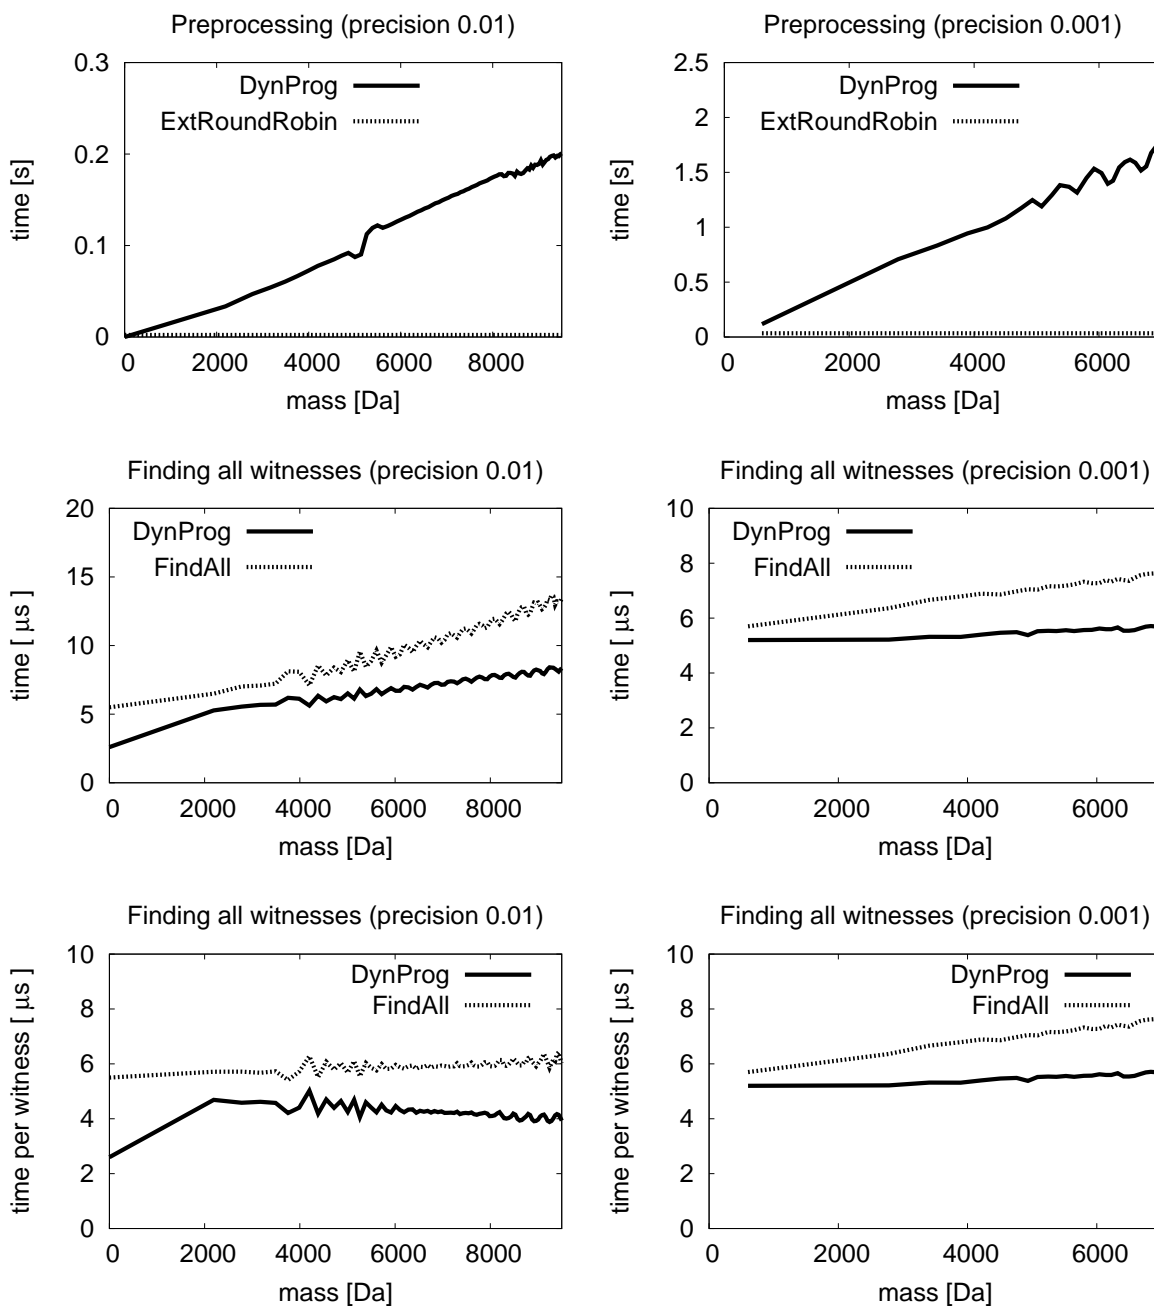 Preprocessing (precision 0.01)
0.3
0.2
0.1
0
time [s]
DynProg
ExtRoundRobin
0 2000 4000 6000 8000
mass [Da]
Preprocessing (precision 0.001)
2.5
2
1.5
1
0.5
0
time [s]
DynProg
ExtRoundRobin
0 2000 4000 6000
mass [Da]
Finding all witnesses (precision 0.01)
20
15
10
5
0
time [ μs ]
DynProg
FindAll
0 2000 4000 6000 8000
mass [Da]
Finding all witnesses (precision 0.001)
10
8
6
4
2
0
time [ μs ]
DynProg
FindAll
0 2000 4000 6000
mass [Da]
Finding all witnesses (precision 0.01)
10
8
6
4
2
0
time per witness [ μs ]
DynProg
FindAll
0 2000 4000 6000 8000
mass [Da]
Finding all witnesses (precision 0.001)
10
8
6
4
2
0
time per witness [ μs ]
DynProg
FindAll
0 2000 4000 6000
mass [Da]